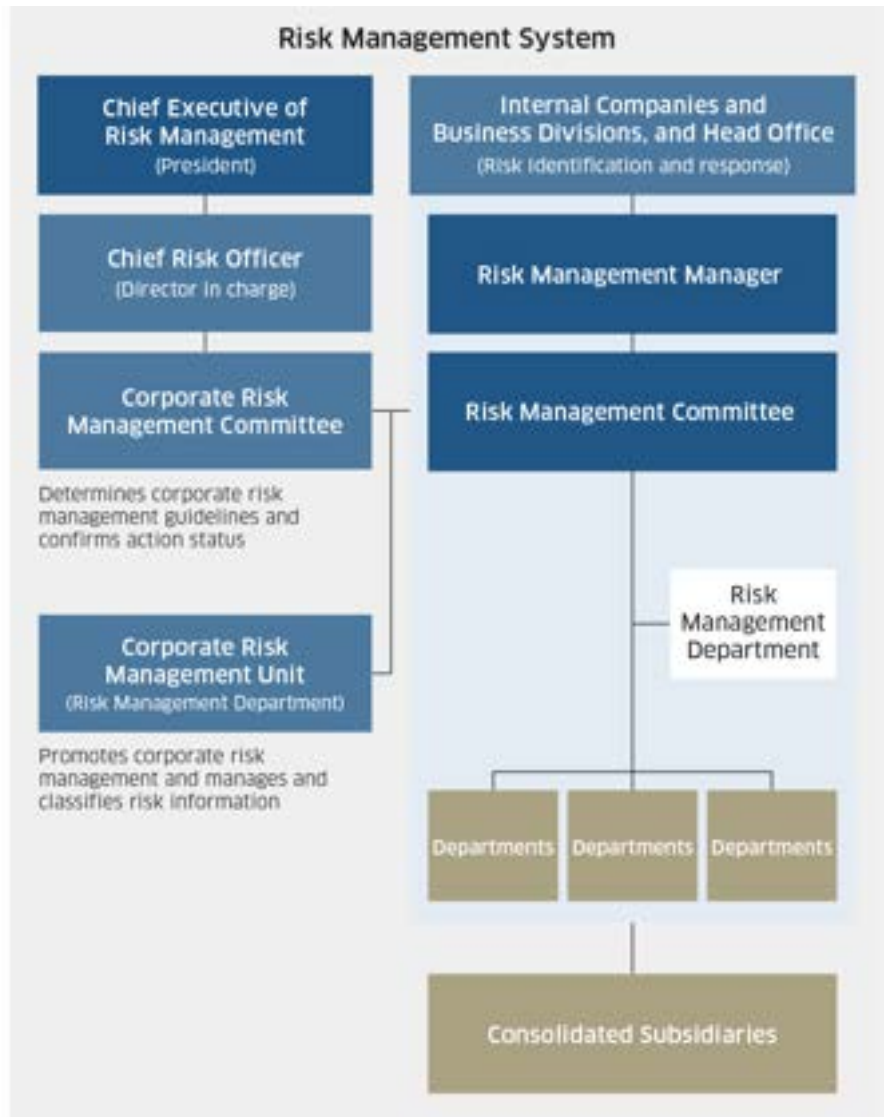 Risk Management System
Chief Executive of
Risk Management
(President)
Chief Risk Officer
(Director in charge)
Corporate Risk
Management Committee
Determines corporate risk
management guidelines and
confirms action status
Corporate Risk
Management Unit
(Risk Management Department)
Promotes corporate risk
management and manages and
classifies risk information
Internal Companies and
Business Divisions, and Head Office
(Risk identification and response)
Risk Management Manager
Risk Management Committee
Risk
Management
Department
Departments
Departments
Departments
Consolidated Subsidiaries